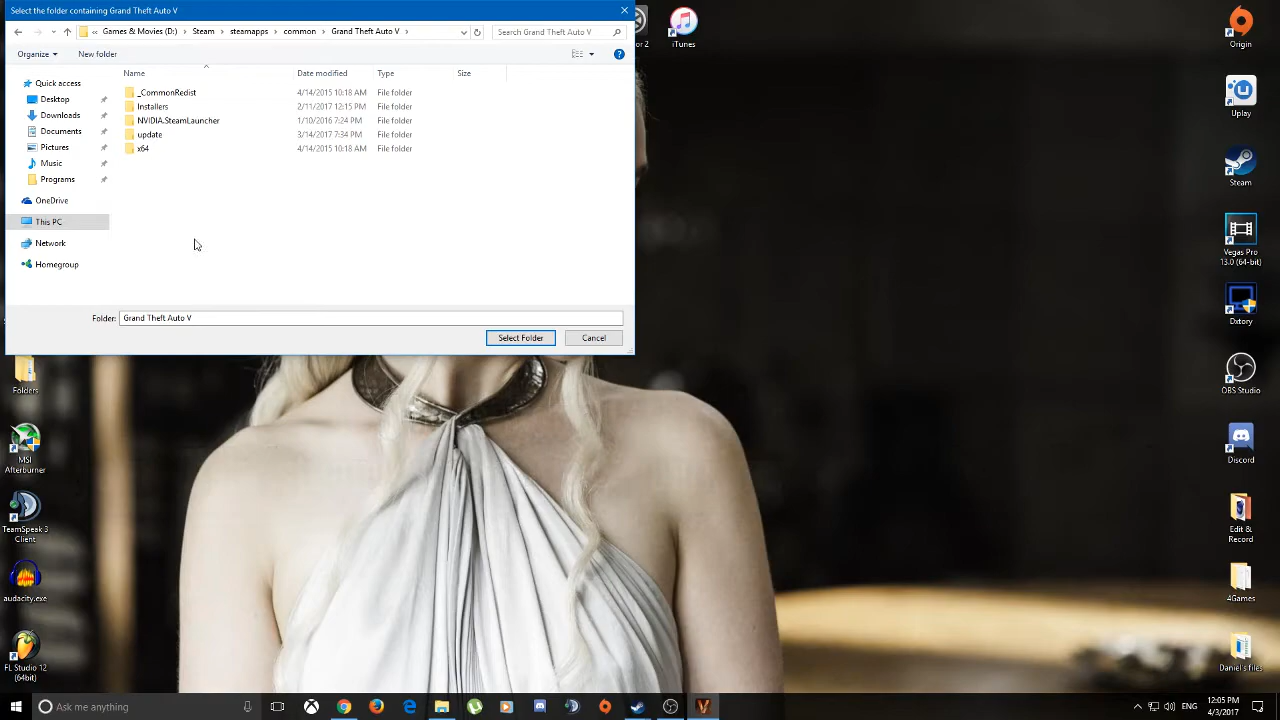 Select the folder containing Grand Theft Auto V
« Games & Movies (D:) > Steam > steamapps > common > Grand Theft Auto V >
Search Grand Theft Auto V
Organize
New folder
Name
Date modified
Type
Size
Quick access
Desktop
Downloads
Documents
Pictures
Music
Programs
OneDrive
This PC
Network
Homegroup
_CommonRedist 4/14/2015 10:18 AM File folder
Installers 2/11/2017 12:15 PM File folder
NVIDIA.SteamLauncher 1/10/2016 7:24 PM File folder
update 3/14/2017 7:34 PM File folder
x64 4/14/2015 10:18 AM File folder
Folder: Grand Theft Auto V
Select Folder
Cancel
or 2
iTunes
Origin
Uplay
Steam
Vegas Pro
13.0 (64-bit)
Dxtory
OBS Studio
Discord
Edit &
Record
4Games
Daniel's files
Folders
MSI
Afterburner
TeamSpeak 3
Client
audacity.exe
FL Studio 12
(64bit)
Ask me anything
ENG
12:05 PM
4/3/2017